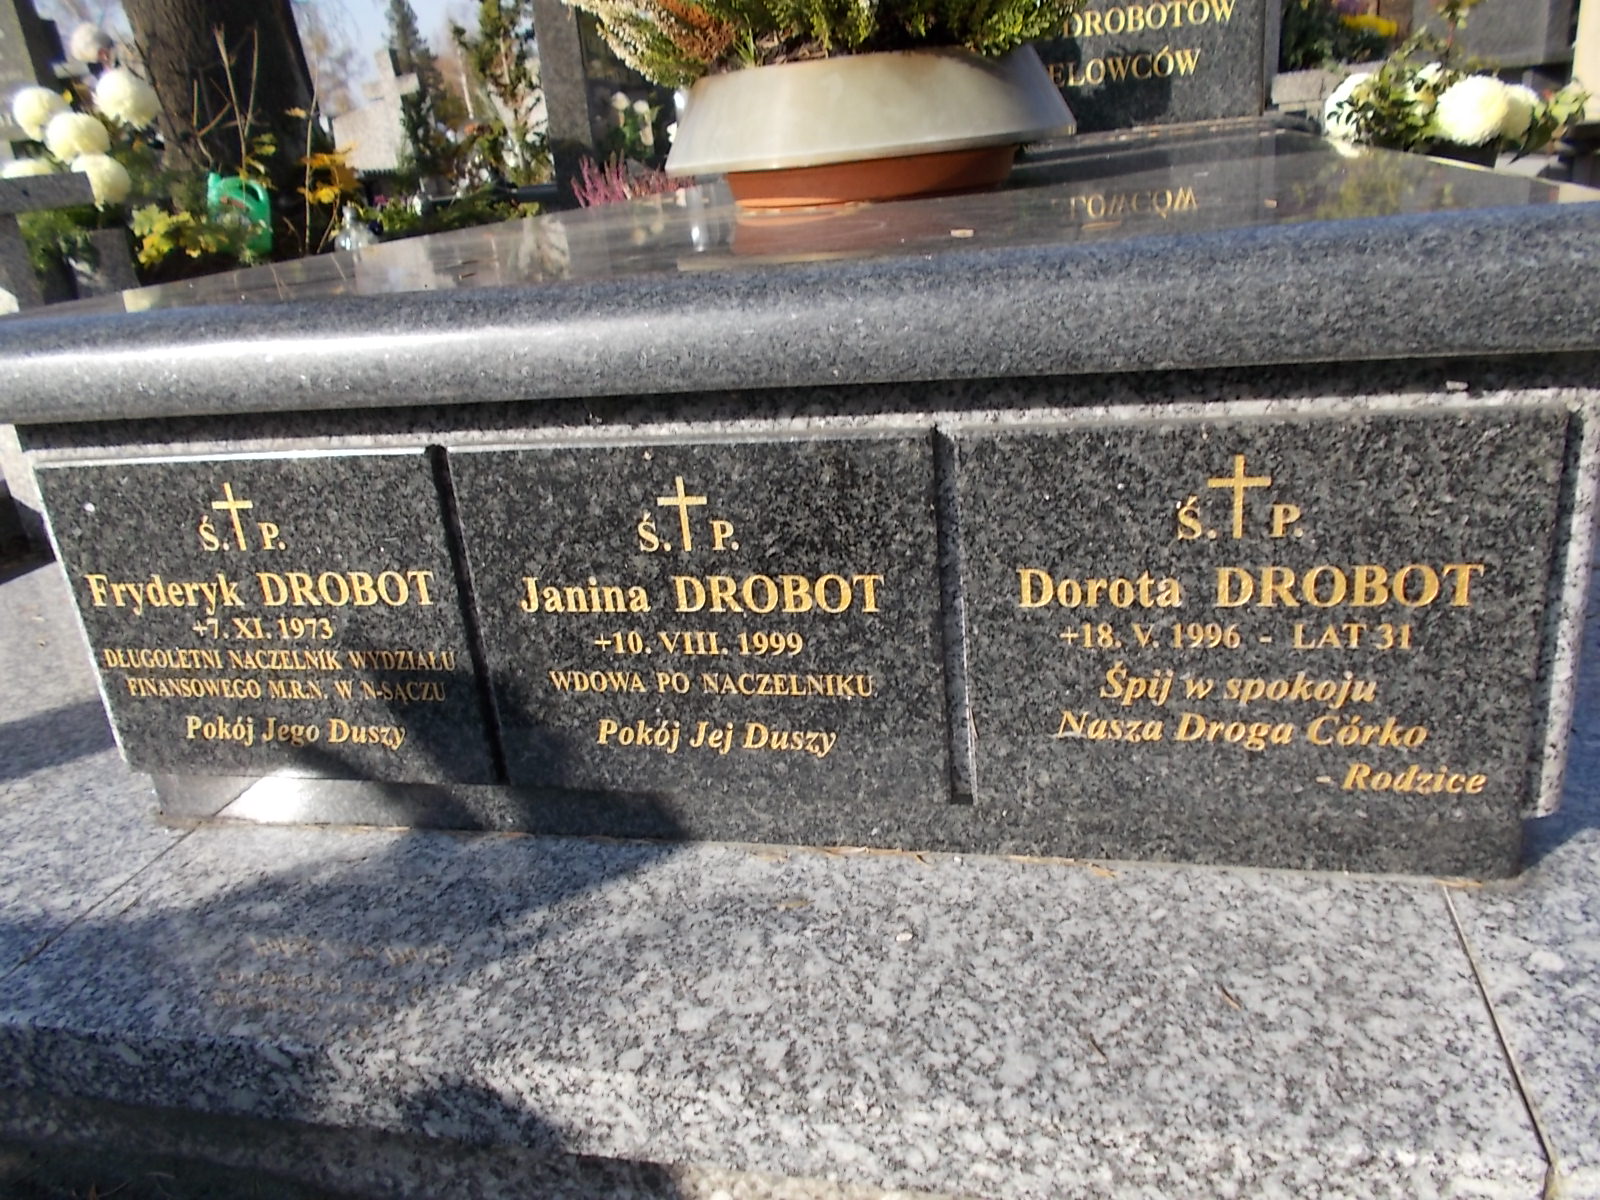 DROBOTÓW
ELOWCÓW
Ś. P.
Fryderyk DROBOT
+7. XI. 1973
DŁUGOLETNI NACZELNIK WYDZIAŁU
FINANSOWEGO M.R.N. W N-SĄCZU
Pokój Jego Duszy
Ś. P.
Janina DROBOT
+10. VIII. 1999
WDOWA PO NACZELNIKU
Pokój Jej Duszy
Ś. P.
Dorota DROBOT
+18. V. 1996 - LAT 31
Śpij w spokoju
Nasza Droga Córko
- Rodzice